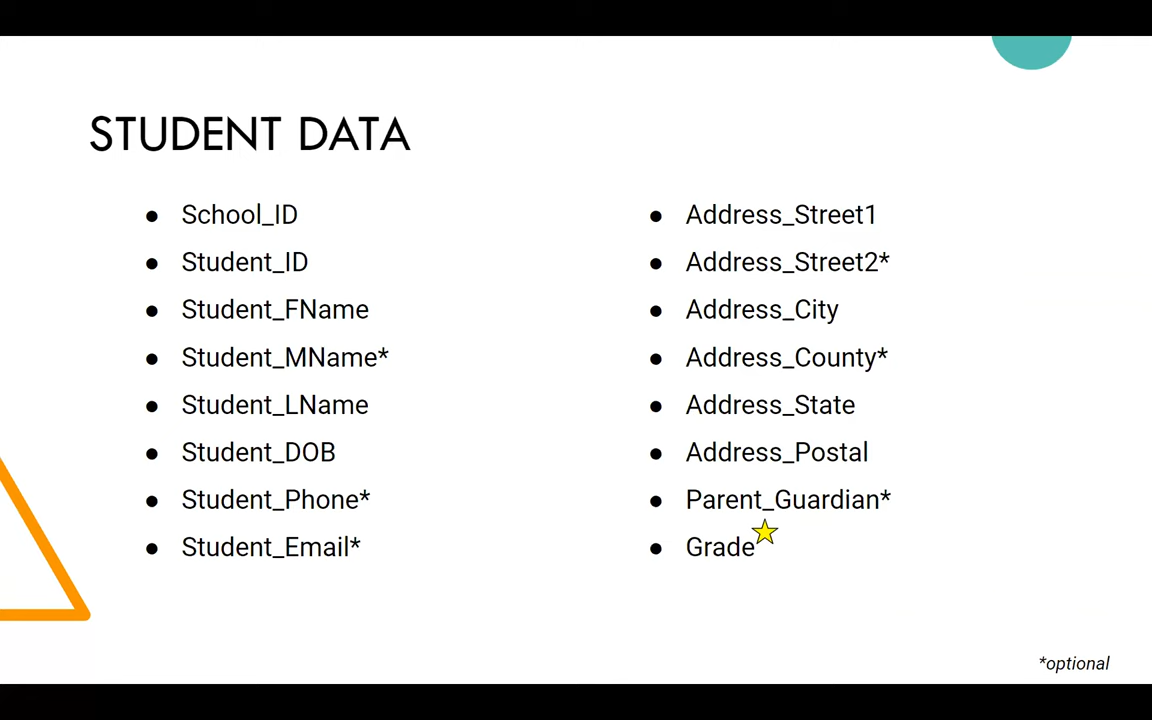 STUDENT DATA
● School_ID
● Student_ID
● Student_FName
● Student_MName*
● Student_LName
● Student_DOB
● Student_Phone*
● Student_Email*
● Address_Street1
● Address_Street2*
● Address_City
● Address_County*
● Address_State
● Address_Postal
● Parent_Guardian*
● Grade
*optional